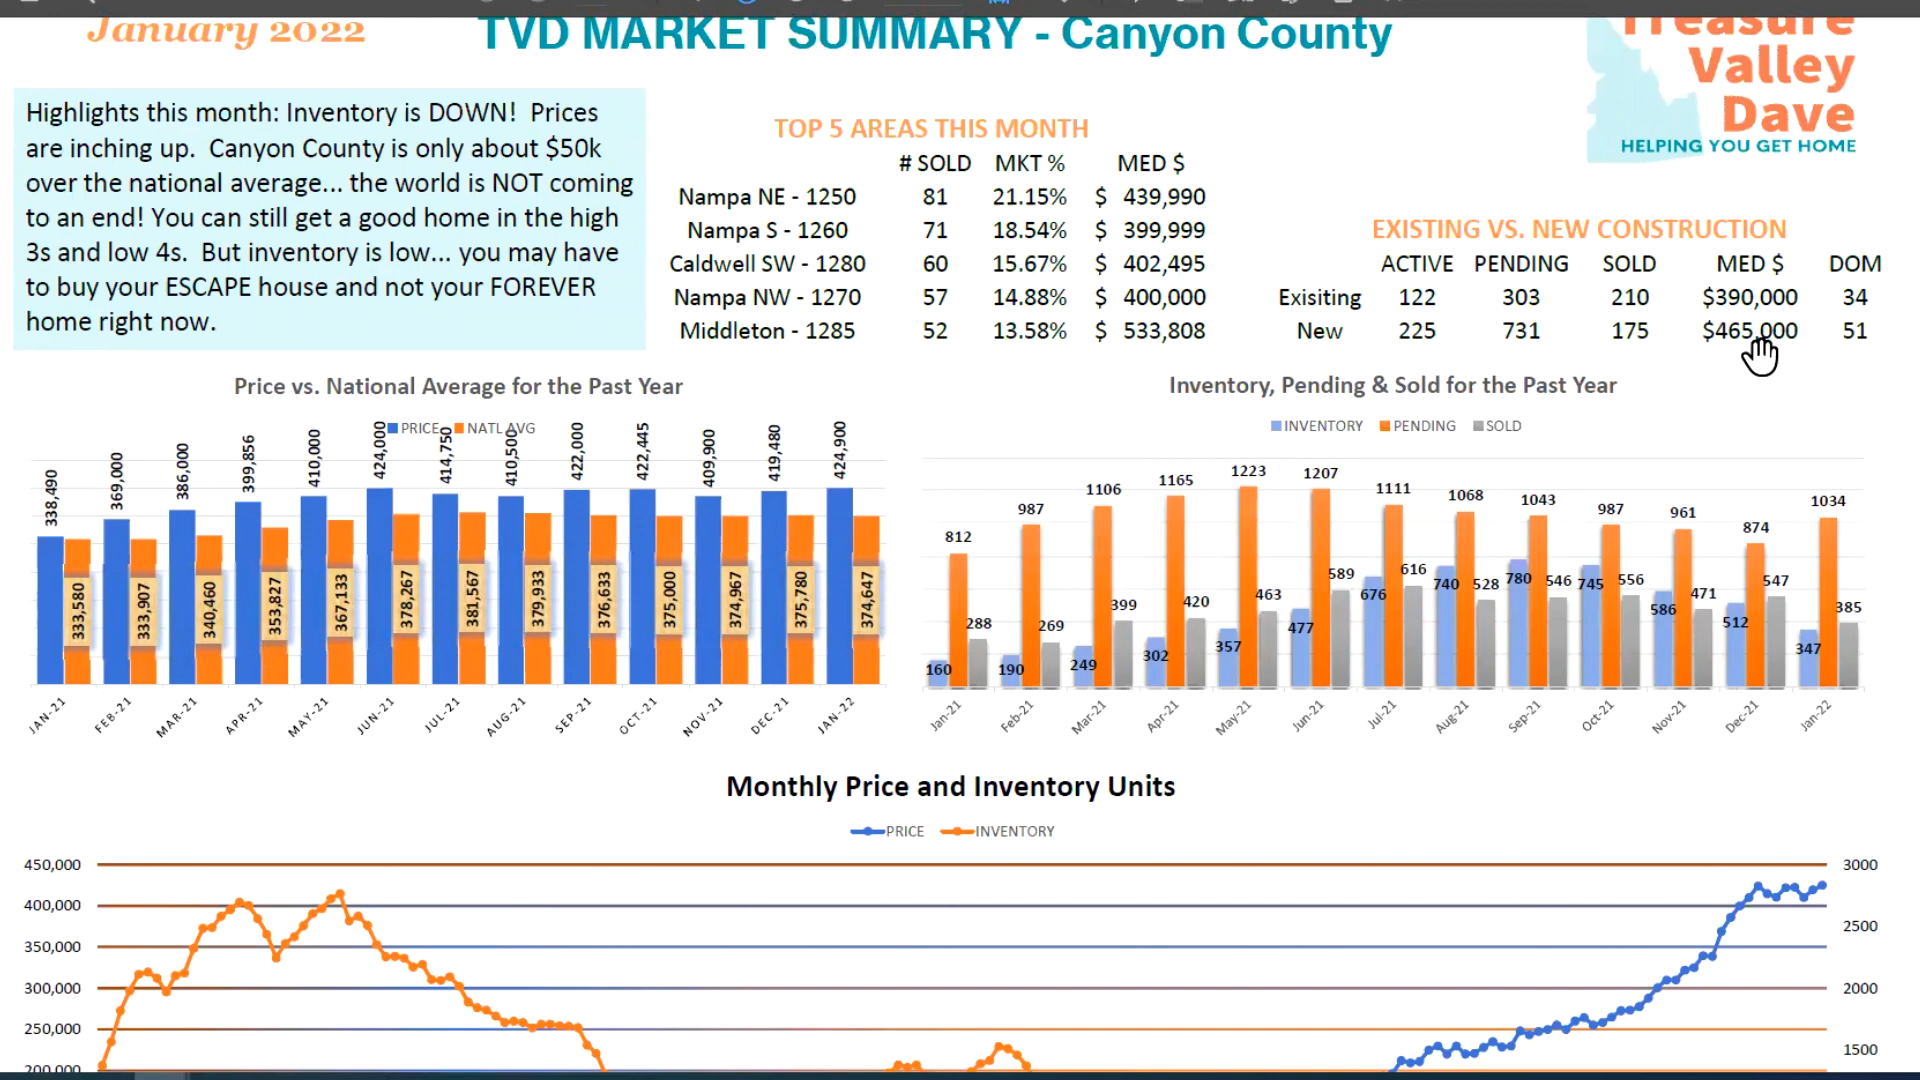 January 2022
TVD MARKET SUMMARY - Canyon County
Treasure
Valley
Dave
HELPING YOU GET HOME
Highlights this month: Inventory is DOWN! Prices
are inching up. Canyon County is only about $50k
over the national average... the world is NOT coming
to an end! You can still get a good home in the high
3s and low 4s. But inventory is low... you may have
to buy your ESCAPE house and not your FOREVER
home right now.
TOP 5 AREAS THIS MONTH
# SOLD MKT % MED $
Nampa NE - 1250 81 21.15% $ 439,990
Nampa S - 1260 71 18.54% $ 399,999
Caldwell SW - 1280 60 15.67% $ 402,495
Nampa NW - 1270 57 14.88% $ 400,000
Middleton - 1285 52 13.58% $ 533,808
EXISTING VS. NEW CONSTRUCTION
ACTIVE PENDING SOLD MED $ DOM
Exisiting 122 303 210 $390,000 34
New 225 731 175 $465,000 51
Price vs. National Average for the Past Year
PRICE NATL AVG
338,490 369,000 386,000 399,856 410,000 424,000 414,750 410,500 422,000 422,445 409,900 419,480 424,900
333,580 333,907 340,460 353,827 367,133 378,267 381,567 379,933 376,633 375,000 374,967 375,780 374,647
JAN-21 FEB-21 MAR-21 APR-21 MAY-21 JUN-21 JUL-21 AUG-21 SEP-21 OCT-21 NOV-21 DEC-21 JAN-22
Inventory, Pending & Sold for the Past Year
INVENTORY PENDING SOLD
812 987 1106 1165 1223 1207 1111 1068 1043 987 961 874 1034
288 269 399 420 463 589 616 528 546 556 471 547 385
160 190 249 302 357 477 676 740 780 745 586 512 347
Jan-21 Feb-21 Mar-21 Apr-21 May-21 Jun-21 Jul-21 Aug-21 Sep-21 Oct-21 Nov-21 Dec-21 Jan-22
Monthly Price and Inventory Units
PRICE INVENTORY
450,000 3000
400,000
2500
350,000
300,000 2000
250,000
1500
200,000